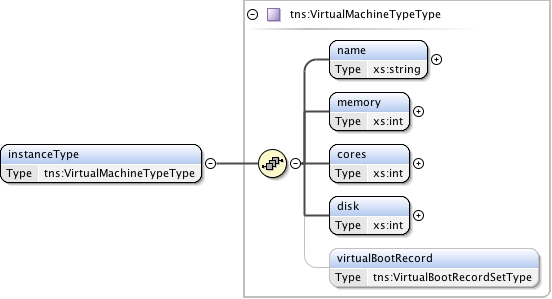 tns:VirtualMachineTypeType
name
Type xs:string
memory
Type xs:int
instanceType
Type tns:VirtualMachineTypeType
cores
Type xs:int
disk
Type xs:int
virtualBootRecord
Type tns:VirtualBootRecordSetType